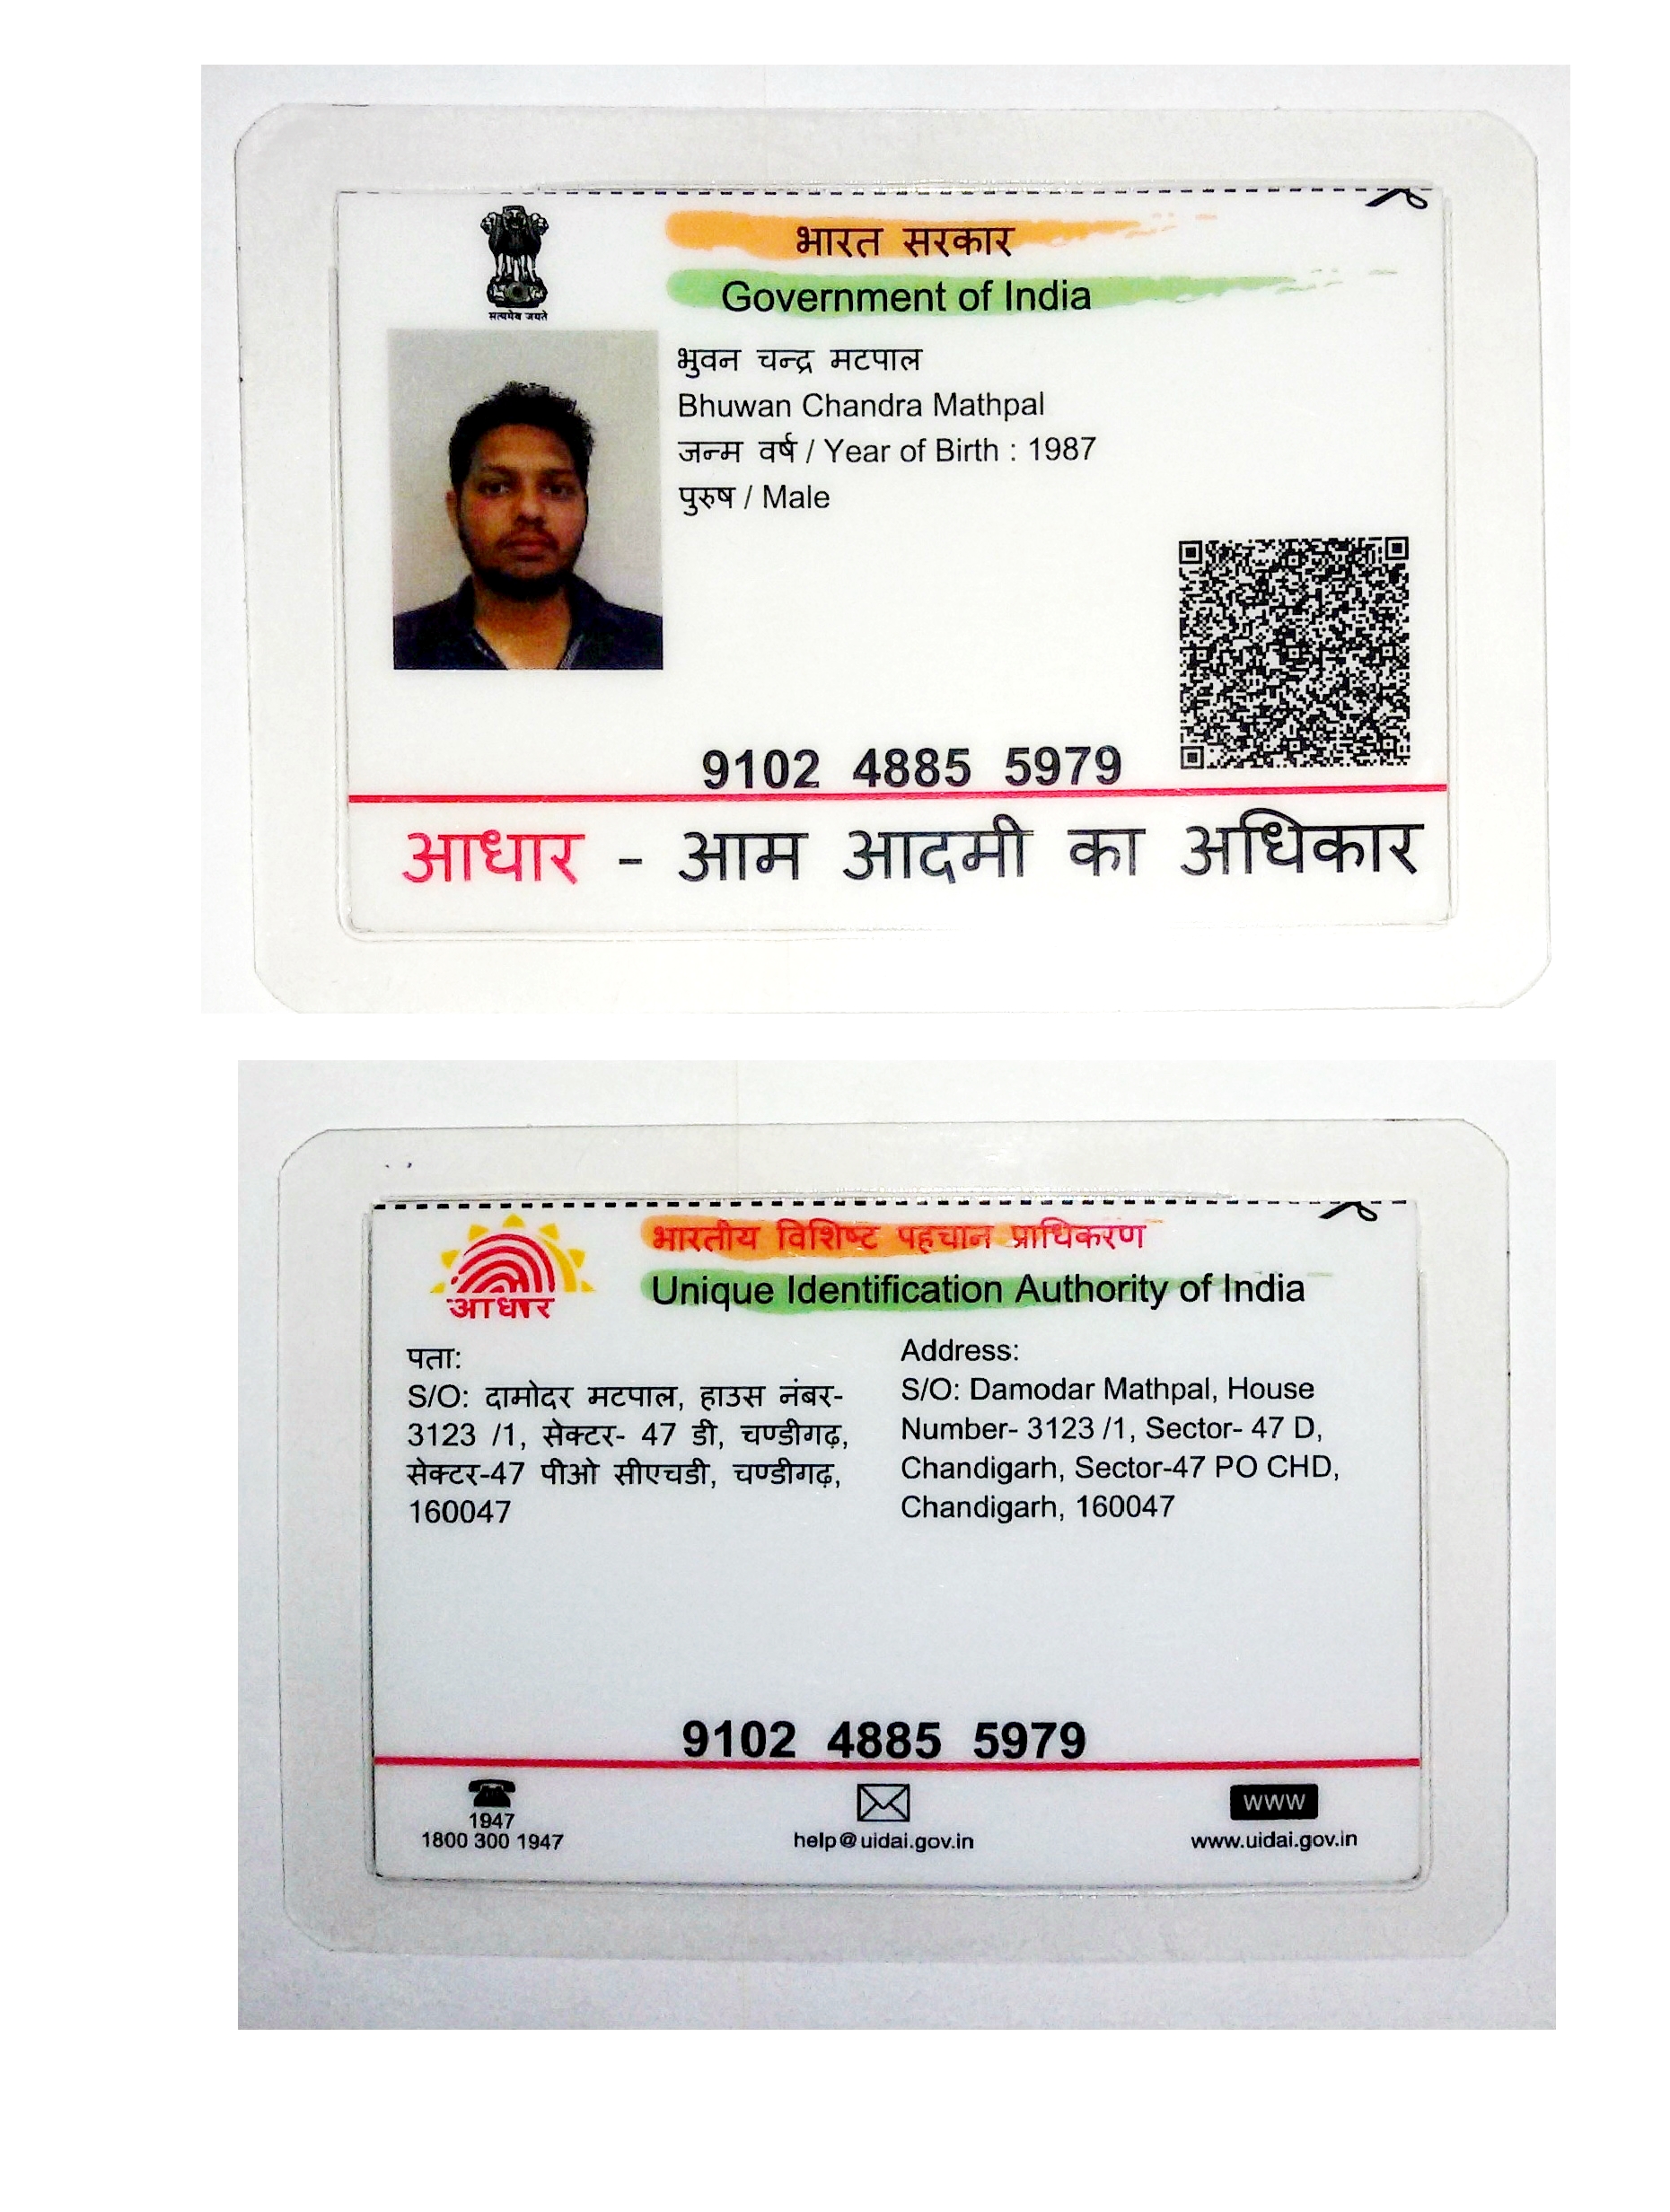 भारत सरकार
Government of India
सत्यमेव जयते
भुवन चन्द्र मटपाल
Bhuwan Chandra Mathpal
जन्म वर्ष / Year of Birth : 1987
पुरुष / Male
9102 4885 5979
आधार - आम आदमी का अधिकार
भारतीय विशिष्ट पहचान प्राधिकरण
Unique Identification Authority of India
आधार
पता:
S/O: दामोदर मटपाल, हाउस नंबर-
3123 /1, सेक्टर- 47 डी, चण्डीगढ़,
सेक्टर-47 पीओ सीएचडी, चण्डीगढ़,
160047
Address:
S/O: Damodar Mathpal, House
Number- 3123 /1, Sector- 47 D,
Chandigarh, Sector-47 PO CHD,
Chandigarh, 160047
9102 4885 5979
1947
1800 300 1947
help@uidai.gov.in
www
www.uidai.gov.in